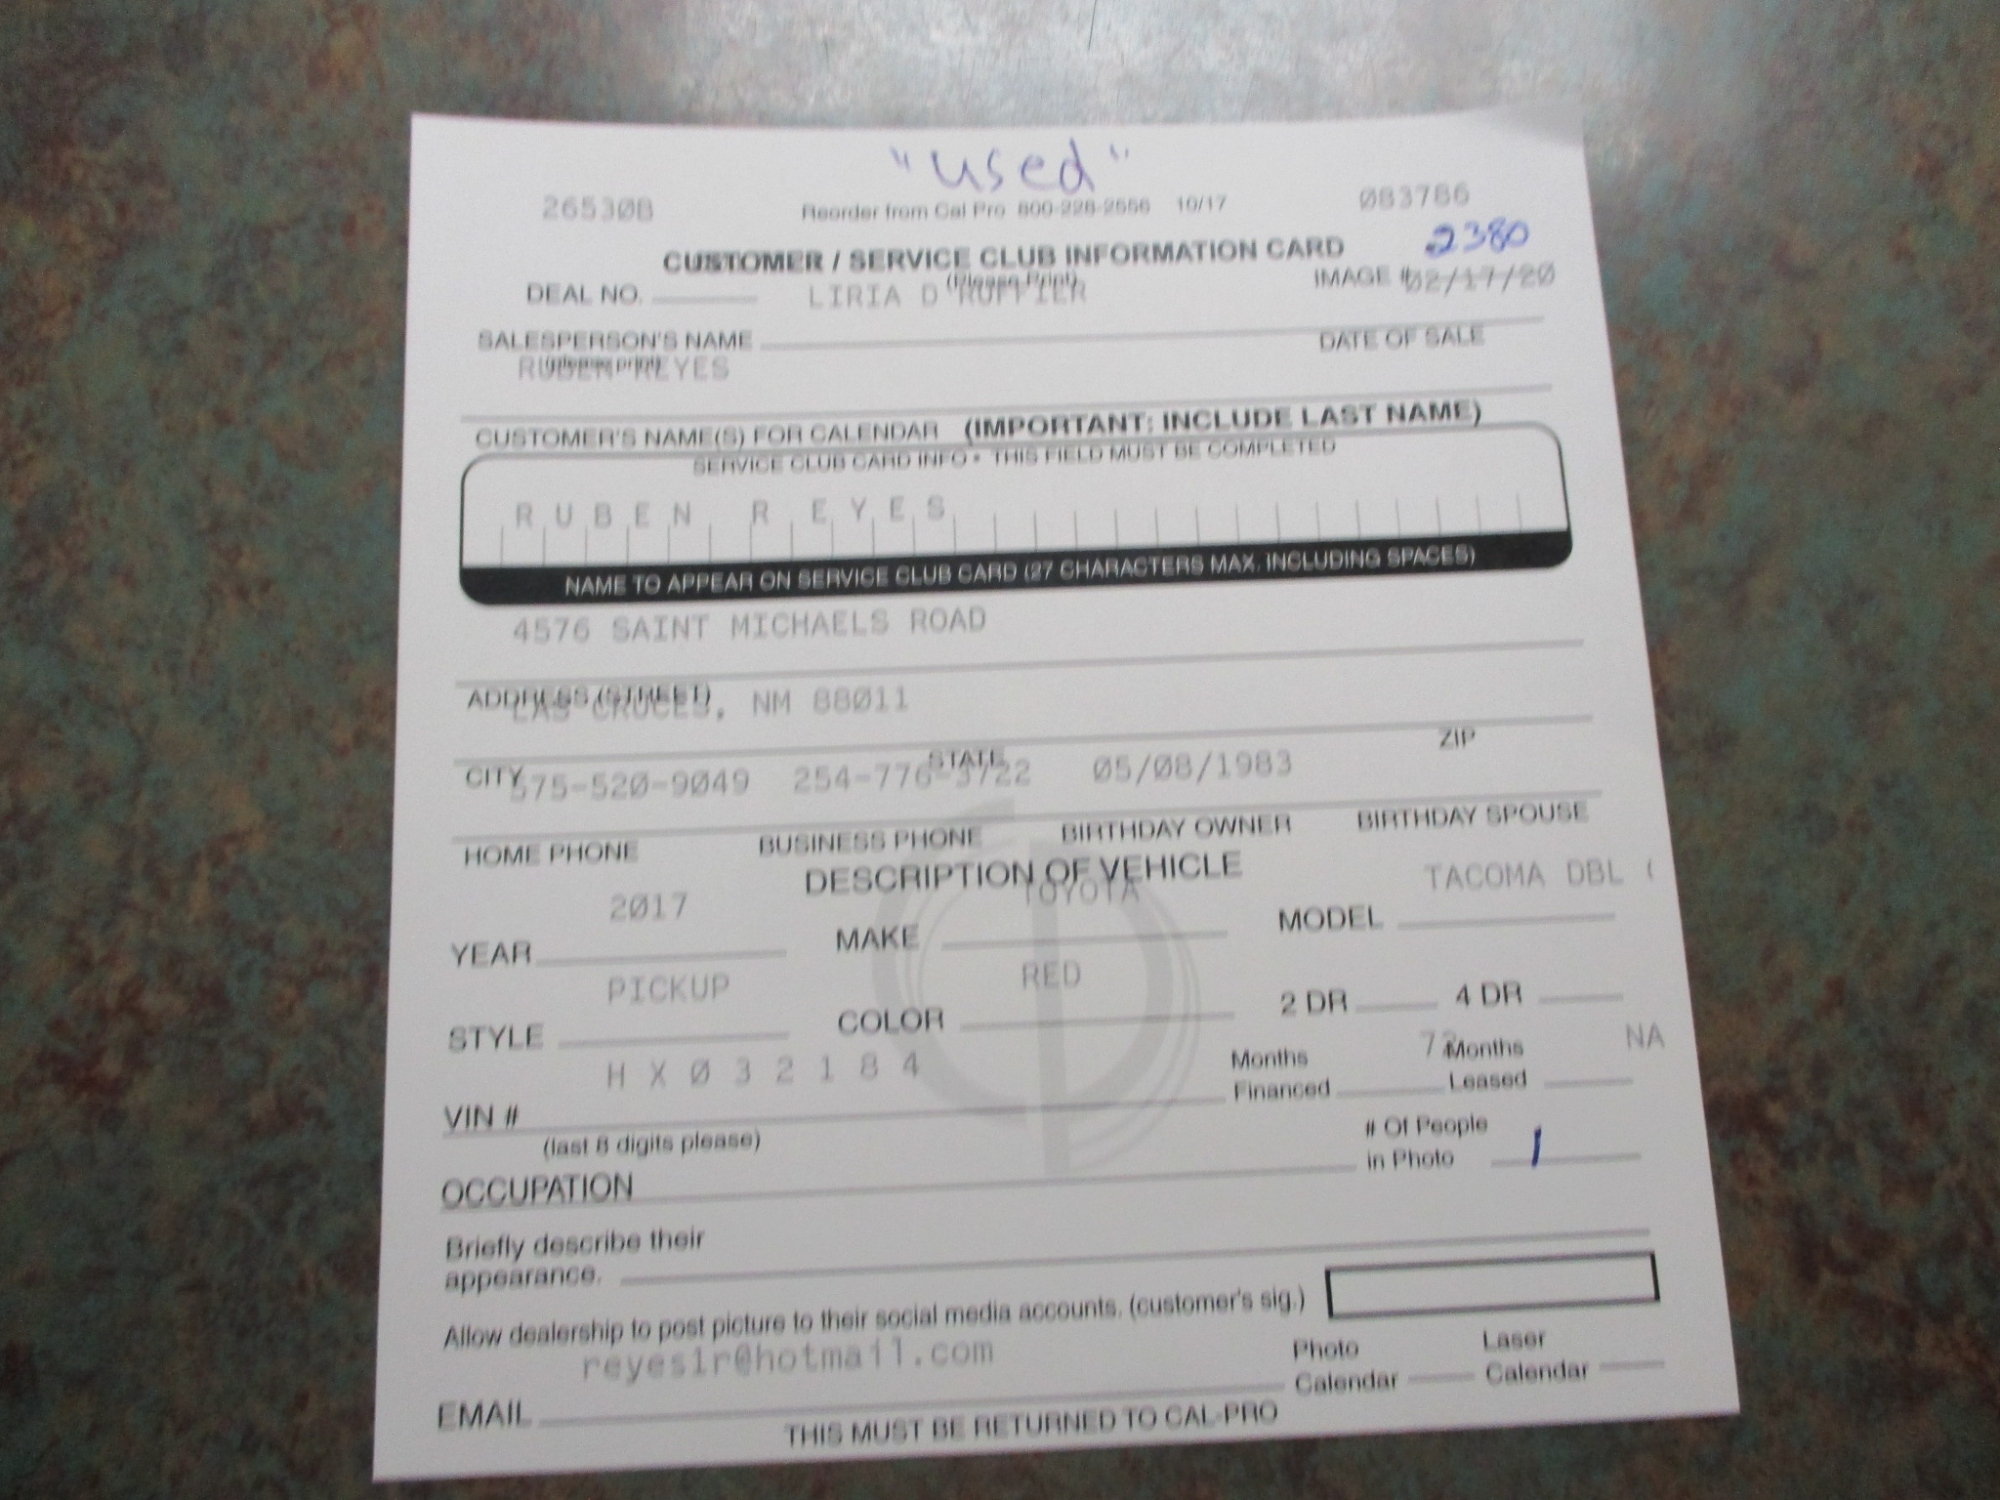 "used"
26530B Reorder from Cal Pro 800-228-2556 10/17 083786
2380
CUSTOMER / SERVICE CLUB INFORMATION CARD
(Please Print)
DEAL NO. LIRIA D RUFFIER IMAGE # 02/17/20
SALESPERSON'S NAME DATE OF SALE
(please print)
RUBEN REYES
CUSTOMER'S NAME(S) FOR CALENDAR (IMPORTANT: INCLUDE LAST NAME)
SERVICE CLUB CARD INFO • THIS FIELD MUST BE COMPLETED
RUBEN REYES
NAME TO APPEAR ON SERVICE CLUB CARD (27 CHARACTERS MAX. INCLUDING SPACES)
4576 SAINT MICHAELS ROAD
ADDRESS (STREET)
LAS CRUCES, NM 88011
CITY STATE ZIP
575-520-9049 254-776-3722 05/08/1983
HOME PHONE BUSINESS PHONE BIRTHDAY OWNER BIRTHDAY SPOUSE
DESCRIPTION OF VEHICLE
2017 TOYOTA TACOMA DBL (
YEAR MAKE MODEL
PICKUP RED
STYLE COLOR 2 DR 4 DR
HX032184 Months Financed 72 Months Leased NA
VIN #
(last 8 digits please) # Of People in Photo 1
OCCUPATION
Briefly describe their
appearance.
Allow dealership to post picture to their social media accounts. (customer's sig.)
reyes1r@hotmail.com Photo Calendar Laser Calendar
EMAIL
THIS MUST BE RETURNED TO CAL-PRO